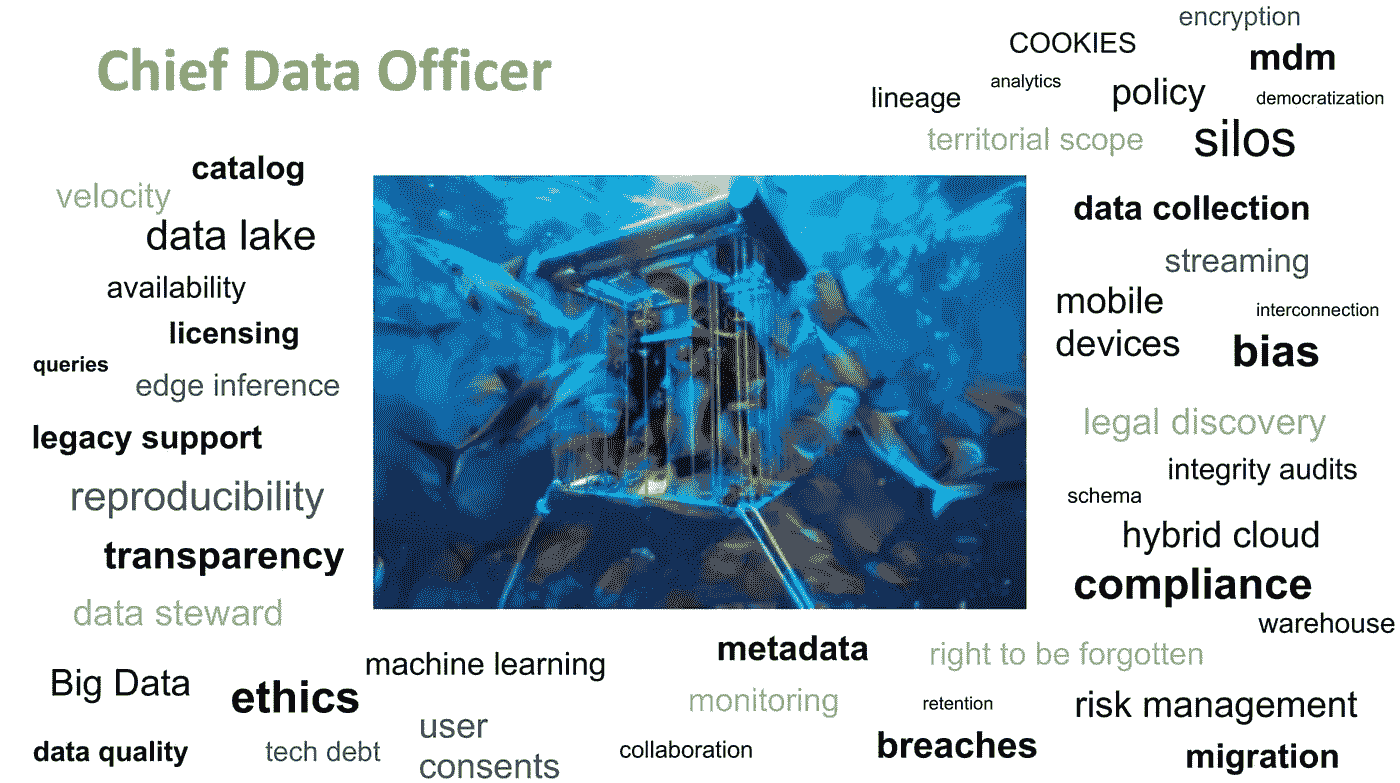 Chief Data Officer
encryption
COOKIES
mdm
analytics
lineage
policy
democratization
territorial scope
silos
catalog
velocity
data lake
availability
licensing
queries
edge inference
legacy support
reproducibility
transparency
data steward
Big Data
ethics
data quality
tech debt
machine learning
user
consents
metadata
monitoring
collaboration
data collection
streaming
mobile
devices
interconnection
bias
legal discovery
integrity audits
schema
hybrid cloud
compliance
warehouse
right to be forgotten
retention
risk management
breaches
migration